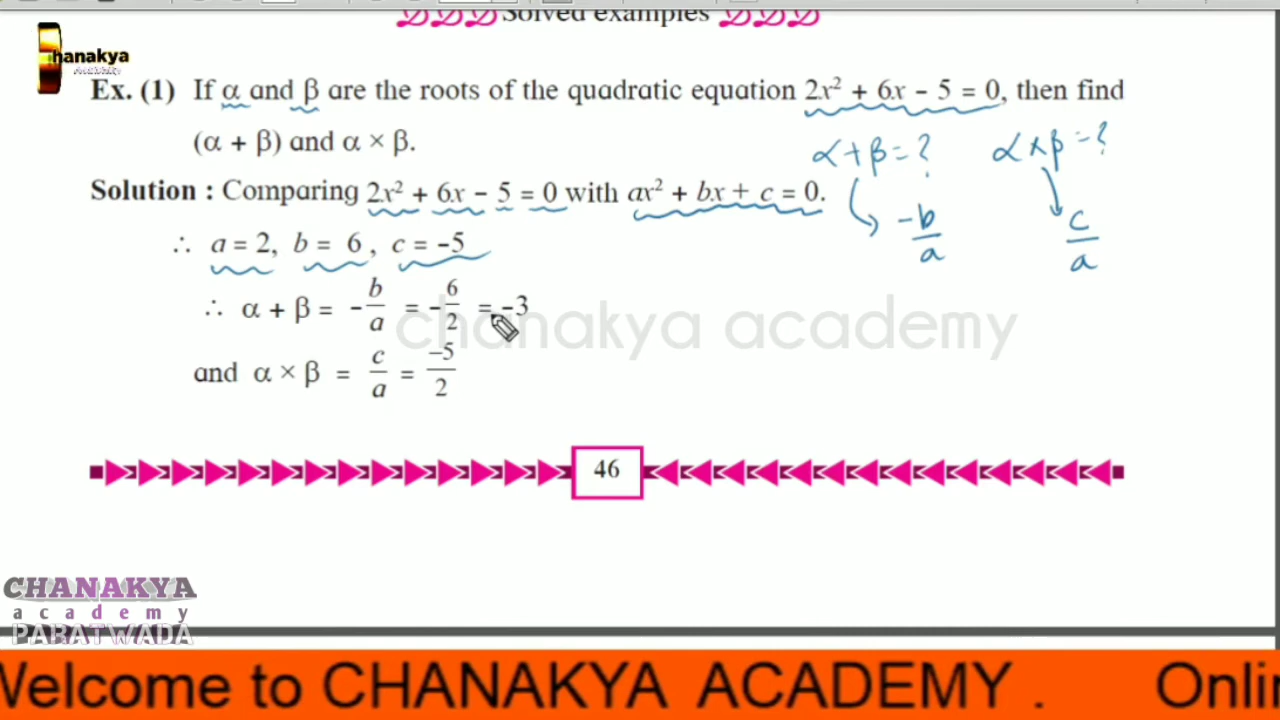 Solved examples
Chanakya
Ex. (1) If α and β are the roots of the quadratic equation 2x² + 6x − 5 = 0, then find
(α + β) and α × β.
α+β=? α×β=?
Solution : Comparing 2x² + 6x − 5 = 0 with ax² + bx + c = 0.
-b/a c/a
∴ a = 2, b = 6, c = −5
∴ α + β = −b/a = −6/2 = −3
chanakya academy
and α × β = c/a = −5/2
46
CHANAKYA
academy
PARATWADA
Welcome to CHANAKYA ACADEMY . Onlin